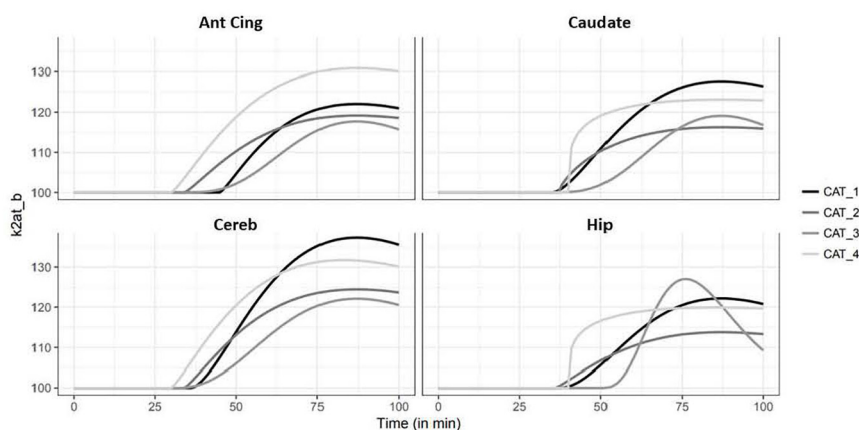 Ant Cing
Caudate
130
120
110
100
k2at_b
CAT_1
CAT_2
CAT_3
CAT_4
Cereb
Hip
130
120
110
100
0 25 50 75 100
0 25 50 75 100
Time (in min)